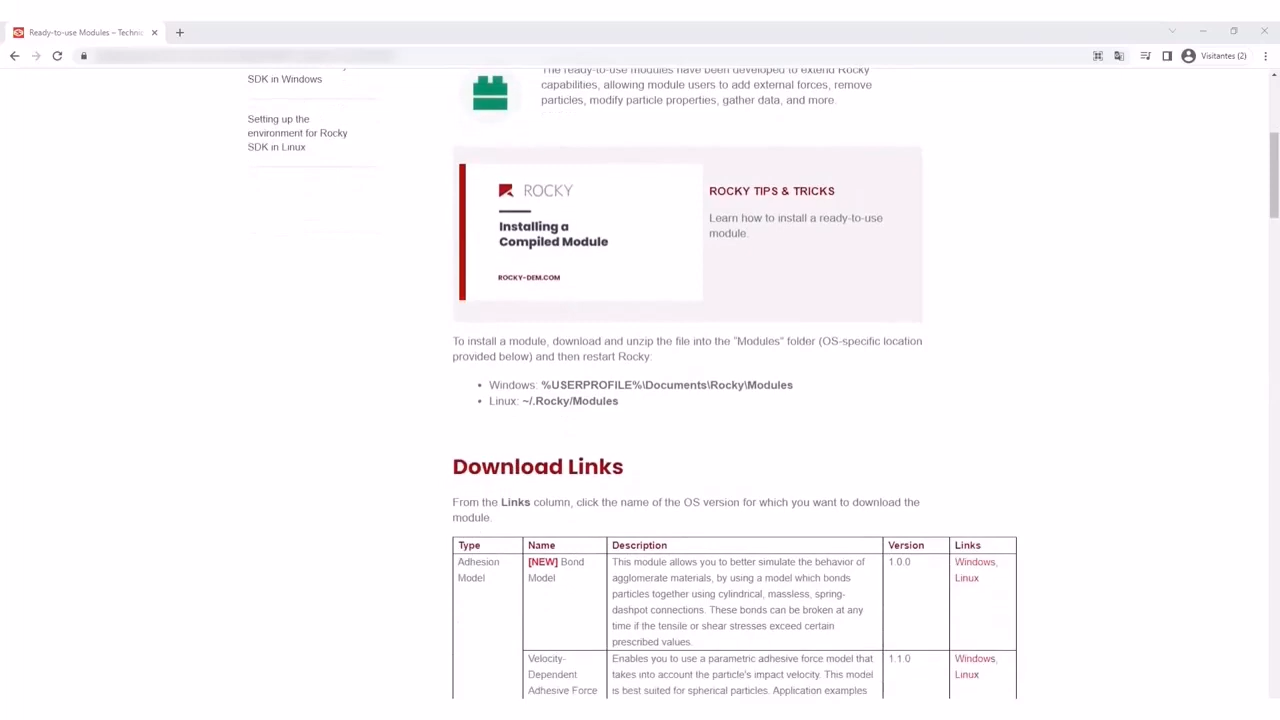 Ready-to-use Modules – Technic
Visitantes (2)
SDK in Windows
Setting up the
environment for Rocky
SDK in Linux
The ready-to-use modules have been developed to extend Rocky
capabilities, allowing module users to add external forces, remove
particles, modify particle properties, gather data, and more.
ROCKY
Installing a
Compiled Module
ROCKY-DEM.COM
ROCKY TIPS & TRICKS
Learn how to install a ready-to-use
module.
To install a module, download and unzip the file into the "Modules" folder (OS-specific location
provided below) and then restart Rocky:
• Windows: %USERPROFILE%\Documents\Rocky\Modules
• Linux: ~/.Rocky/Modules
Download Links
From the Links column, click the name of the OS version for which you want to download the
module.
Type Name Description Version Links
Adhesion
Model
[NEW] Bond
Model
This module allows you to better simulate the behavior of
agglomerate materials, by using a model which bonds
particles together using cylindrical, massless, spring-
dashpot connections. These bonds can be broken at any
time if the tensile or shear stresses exceed certain
prescribed values.
1.0.0
Windows,
Linux
Velocity-
Dependent
Adhesive Force
Enables you to use a parametric adhesive force model that
takes into account the particle's impact velocity. This model
is best suited for spherical particles. Application examples
1.1.0
Windows,
Linux